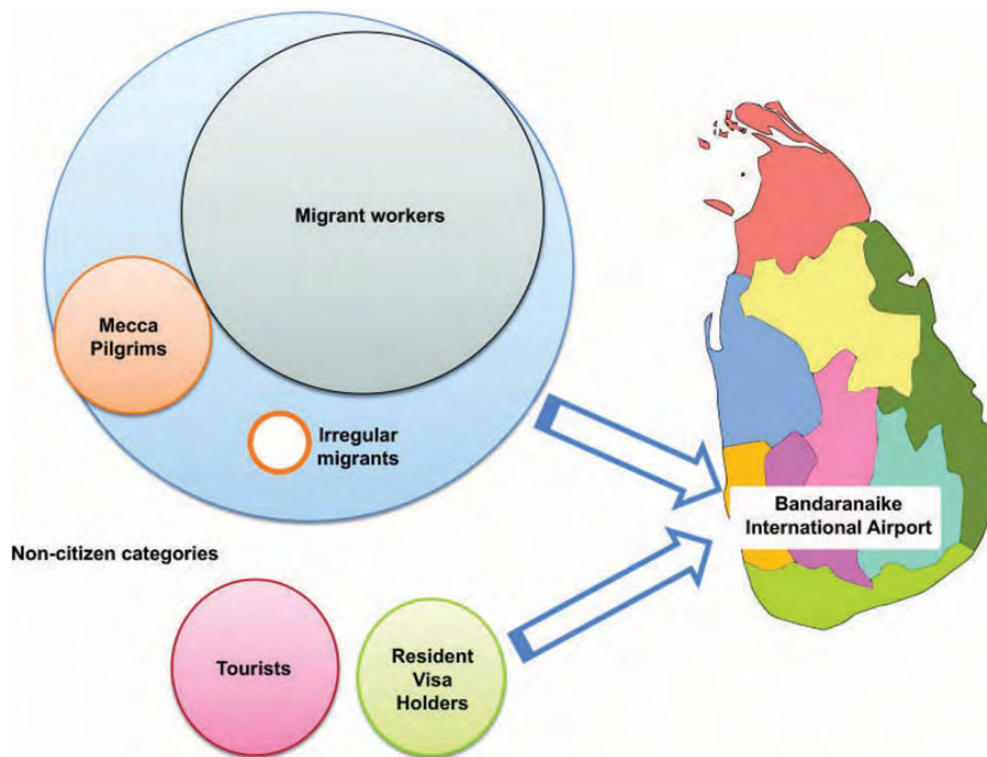 Migrant workers
Mecca
Pilgrims
Irregular
migrants
Bandaranaike
International Airport
Non-citizen categories
Tourists
Resident
Visa
Holders